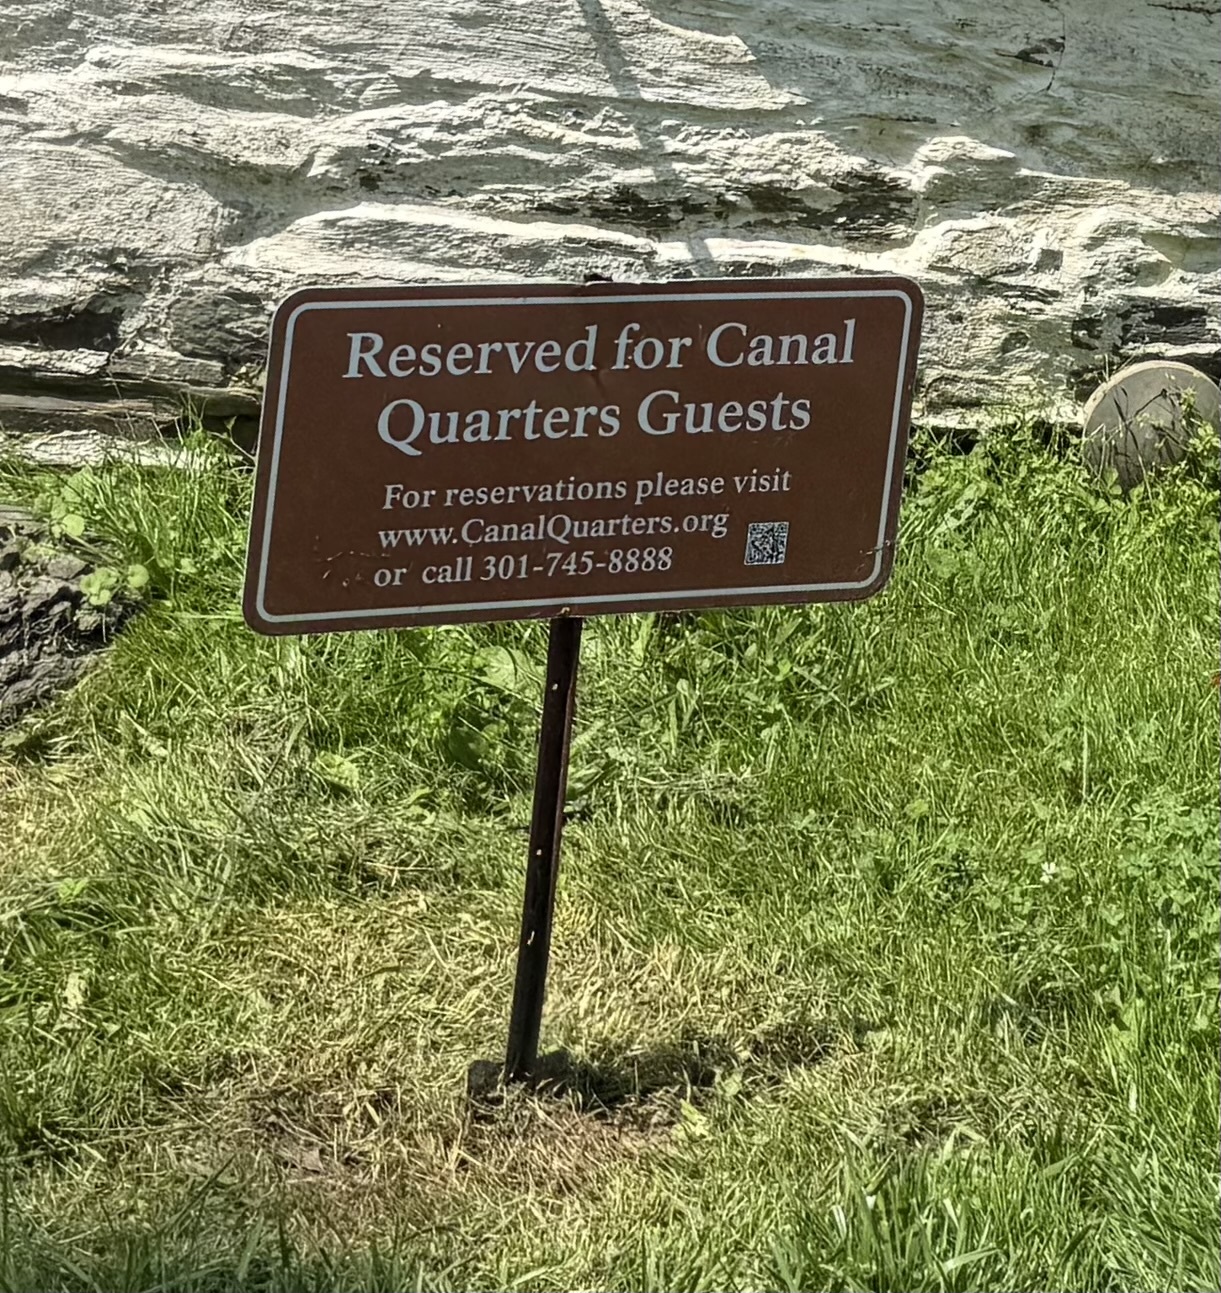 Reserved for Canal
Quarters Guests
For reservations please visit
www.CanalQuarters.org
or call 301-745-8888